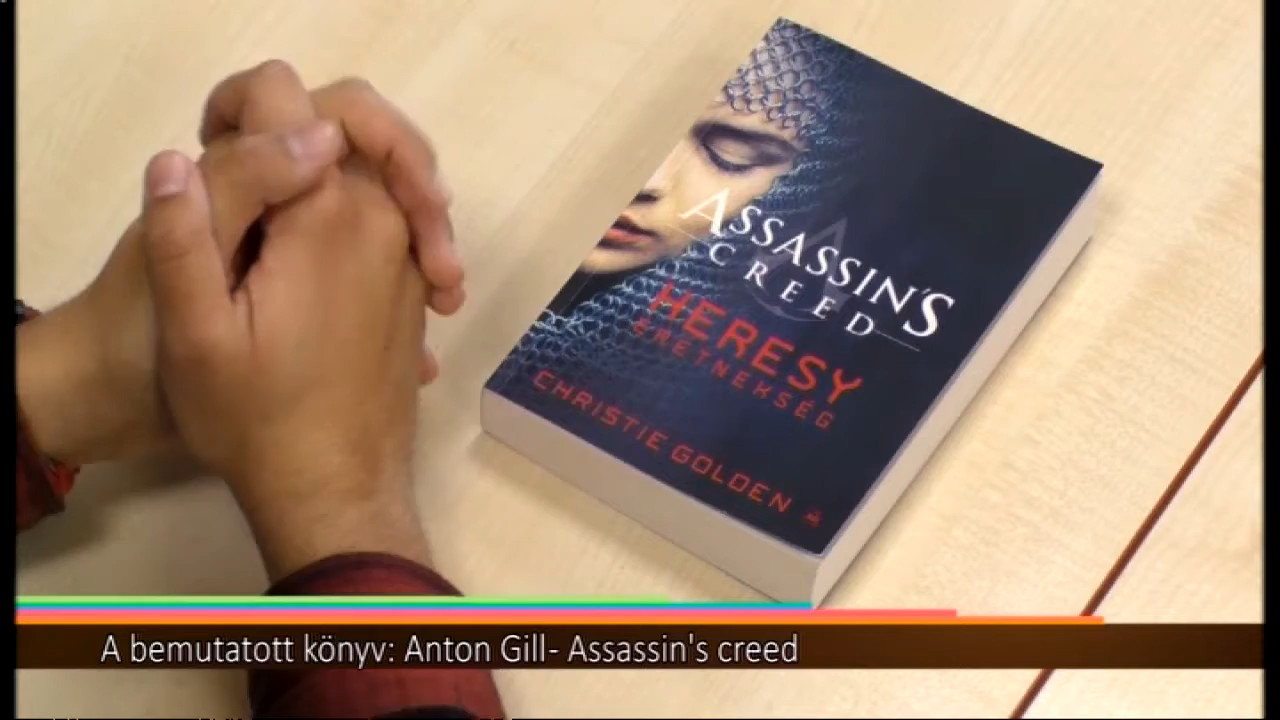 ASSASSIN'S
CREED
HERESY
ERETNEKSÉG
CHRISTIE GOLDEN
A bemutatott könyv: Anton Gill- Assassin's creed